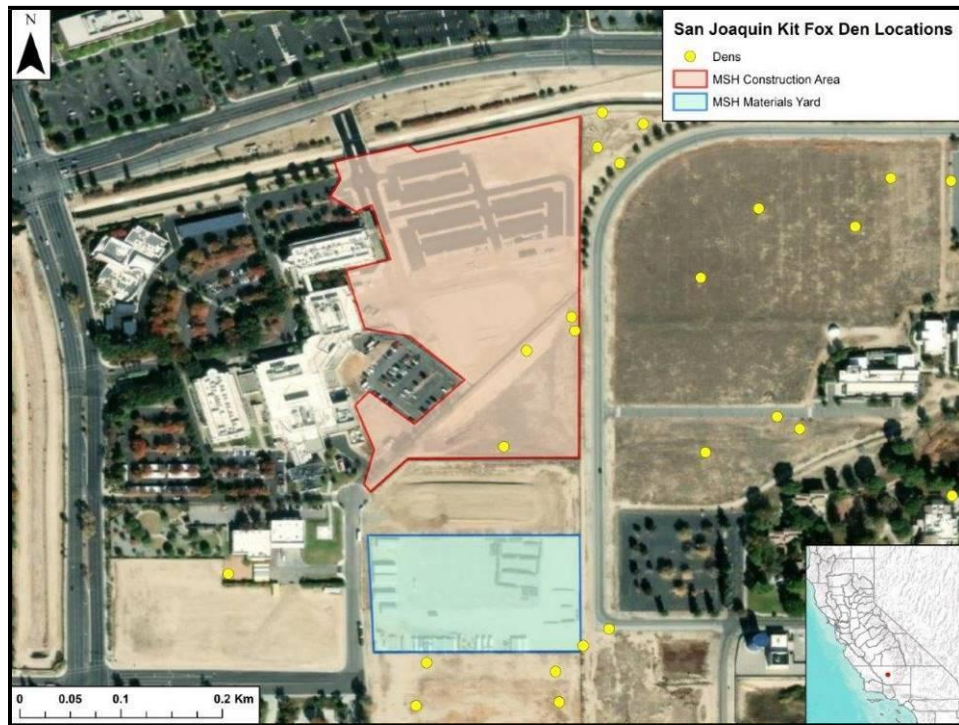 N
San Joaquin Kit Fox Den Locations
Dens
MSH Construction Area
MSH Materials Yard
0 0.05 0.1 0.2 Km